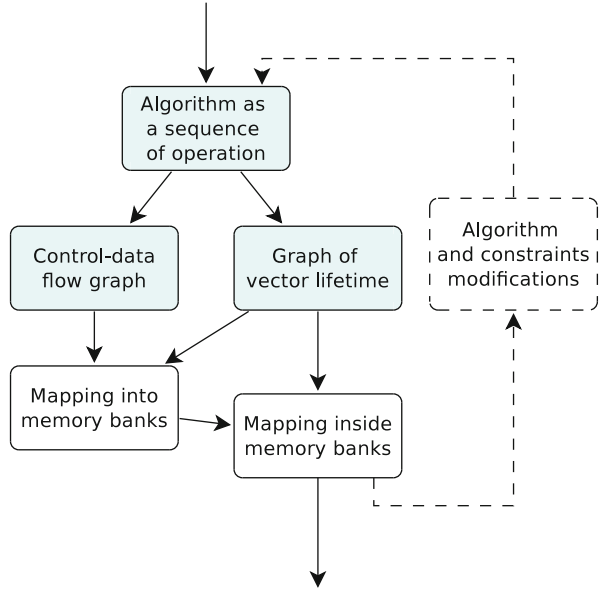 Algorithm as
a sequence
of operation
Control-data
flow graph
Graph of
vector lifetime
Algorithm
and constraints
modifications
Mapping into
memory banks
Mapping inside
memory banks